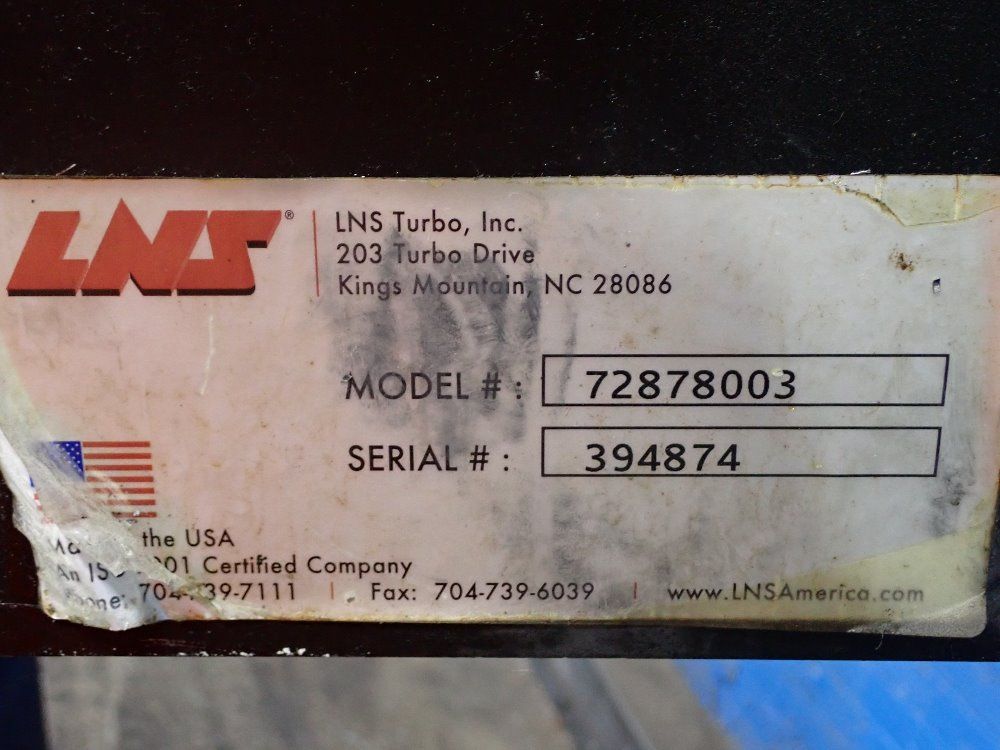 LNS®
LNS Turbo, Inc.
203 Turbo Drive
Kings Mountain, NC 28086
MODEL # : 72878003
SERIAL # : 394874
the USA
Certified Company
Fax: 704-739-6039 | www.LNSAmerica.com